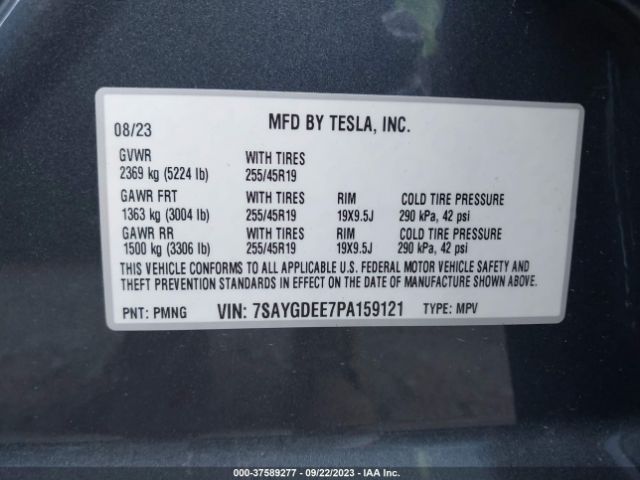 08/23 MFD BY TESLA, INC.
GVWR WITH TIRES
2369 kg (5224 lb) 255/45R19
GAWR FRT WITH TIRES RIM COLD TIRE PRESSURE
1363 kg (3004 lb) 255/45R19 19X9.5J 290 kPa, 42 psi
GAWR RR WITH TIRES RIM COLD TIRE PRESSURE
1500 kg (3306 lb) 255/45R19 19X9.5J 290 kPa, 42 psi
THIS VEHICLE CONFORMS TO ALL APPLICABLE U.S. FEDERAL MOTOR VEHICLE SAFETY AND
THEFT PREVENTION STANDARDS IN EFFECT ON THE DATE OF MANUFACTURE SHOWN ABOVE.
PNT: PMNG VIN: 7SAYGDEE7PA159121 TYPE: MPV
000-37589277 - 09/22/2023 - IAA Inc.